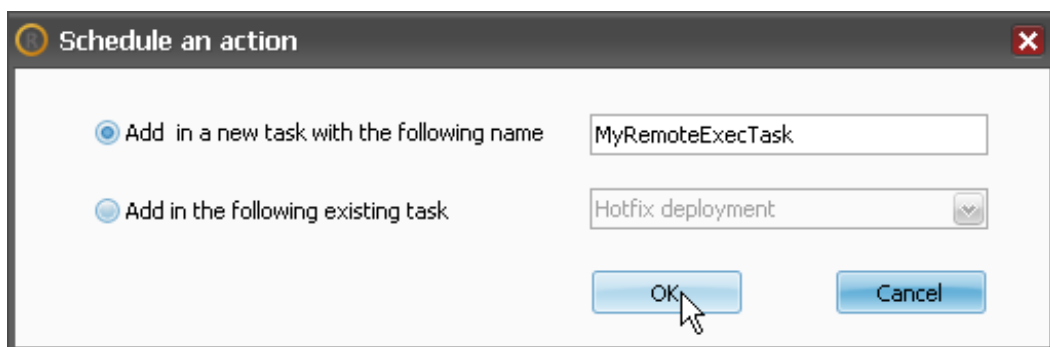 R Schedule an action
Add in a new task with the following name MyRemoteExecTask
Add in the following existing task Hotfix deployment
OK Cancel